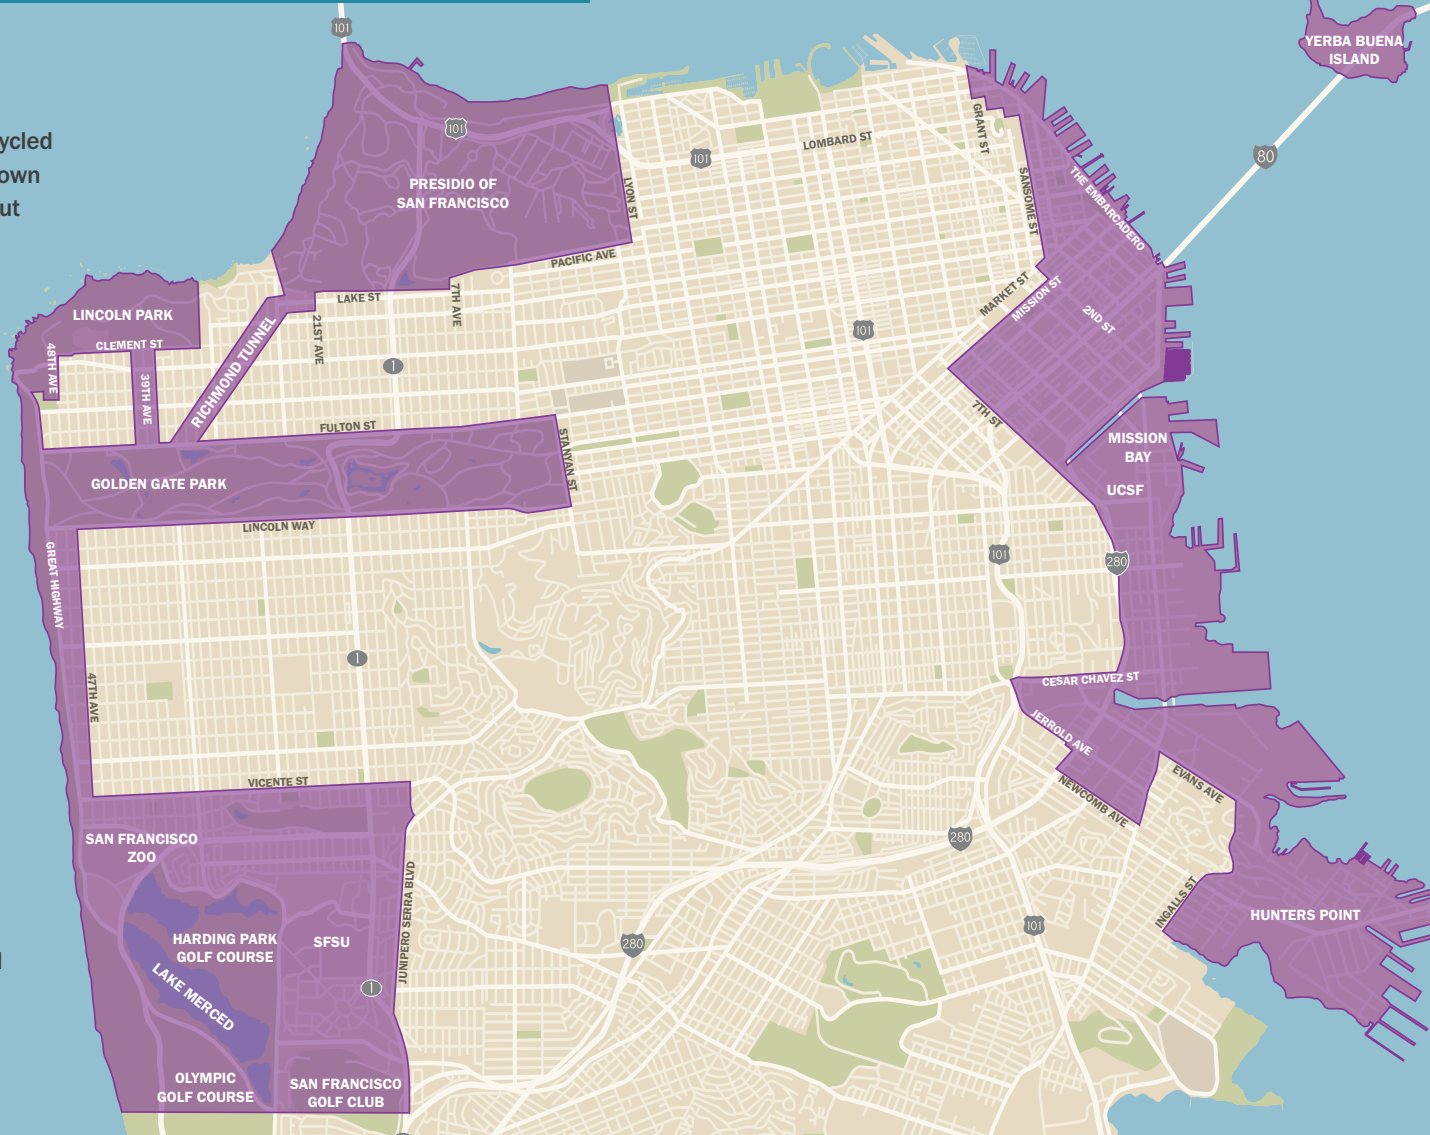 101
YERBA BUENA
ISLAND
ycled
own
ut
101
101
LOMBARD ST
GRANT ST
80
PRESIDIO OF
SAN FRANCISCO
LYON ST
SANSOME ST
THE EMBARCADERO
PACIFIC AVE
LAKE ST
7TH AVE
MARKET ST
MISSION ST
LINCOLN PARK
2ND ST
21ST AVE
101
CLEMENT ST
RICHMOND TUNNEL
48TH AVE
1
39TH AVE
7TH ST
FULTON ST
MISSION
BAY
STANYAN ST
GOLDEN GATE PARK
UCSF
LINCOLN WAY
GREAT HIGHWAY
101
280
1
47TH AVE
CESAR CHAVEZ ST
JERROLD AVE
VICENTE ST
EVANS AVE
NEWCOMB AVE
SAN FRANCISCO
ZOO
280
JUNIPERO SERRA BLVD
INGALLS ST
HUNTERS POINT
101
HARDING PARK
GOLF COURSE
SFSU
280
LAKE MERCED
1
OLYMPIC
GOLF COURSE
SAN FRANCISCO
GOLF CLUB